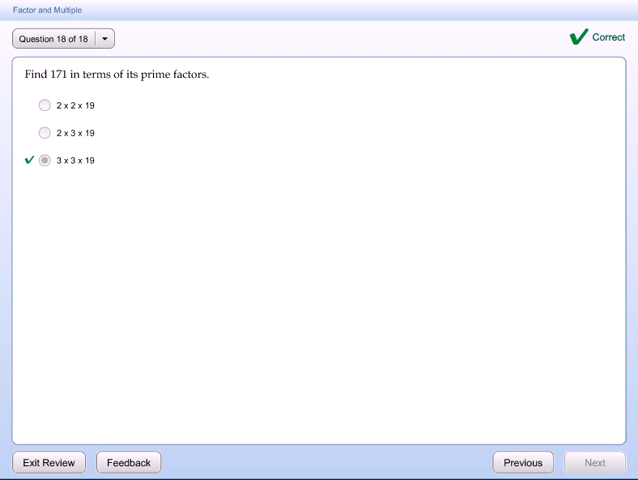 Factor and Multiple
Question 18 of 18
Correct
Find 171 in terms of its prime factors.
2 x 2 x 19
2 x 3 x 19
3 x 3 x 19
Exit Review
Feedback
Previous
Next